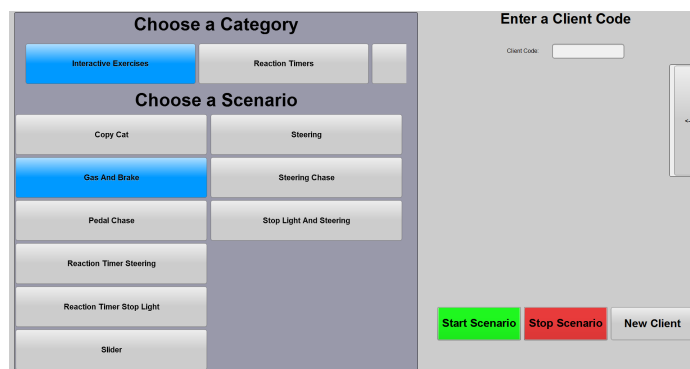 Choose a Category
Interactive Exercises
Reaction Timers
Choose a Scenario
Copy Cat
Steering
Gas And Brake
Steering Chase
Pedal Chase
Stop Light And Steering
Reaction Timer Steering
Reaction Timer Stop Light
Slider
Enter a Client Code
Client Code:
Start Scenario
Stop Scenario
New Client